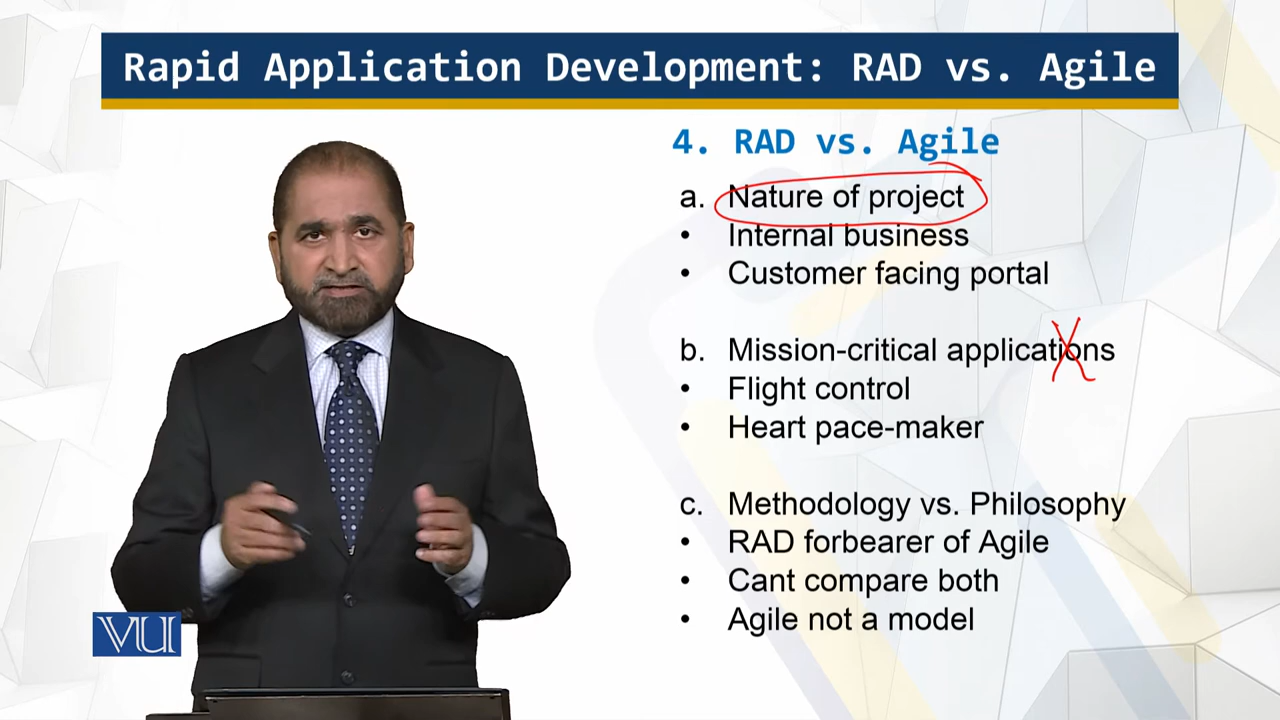 Rapid Application Development: RAD vs. Agile
4. RAD vs. Agile
a. Nature of project
• Internal business
• Customer facing portal
b. Mission-critical applications
• Flight control
• Heart pace-maker
c. Methodology vs. Philosophy
• RAD forbearer of Agile
• Cant compare both
• Agile not a model
VU